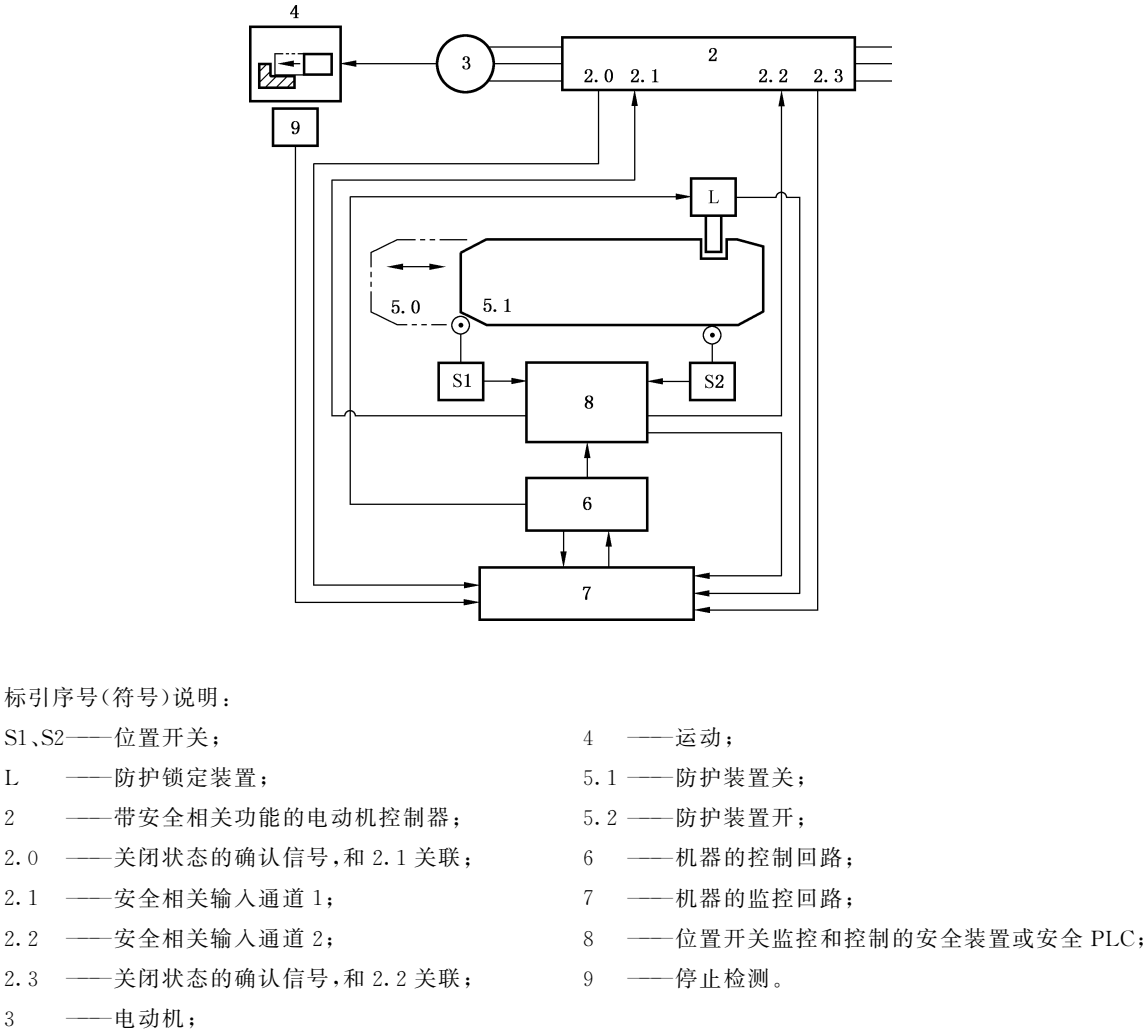 4
3
2
2.0 2.1 2.2 2.3
9
L
5.0 5.1
S1
8
S2
6
7
标引序号(符号)说明:
S1、S2——位置开关;
L ——防护锁定装置;
2 ——带安全相关功能的电动机控制器;
2.0 ——关闭状态的确认信号,和 2.1 关联;
2.1 ——安全相关输入通道 1;
2.2 ——安全相关输入通道 2;
2.3 ——关闭状态的确认信号,和 2.2 关联;
3 ——电动机;
4 ——运动;
5.1 ——防护装置关;
5.2 ——防护装置开;
6 ——机器的控制回路;
7 ——机器的监控回路;
8 ——位置开关监控和控制的安全装置或安全 PLC;
9 ——停止检测。